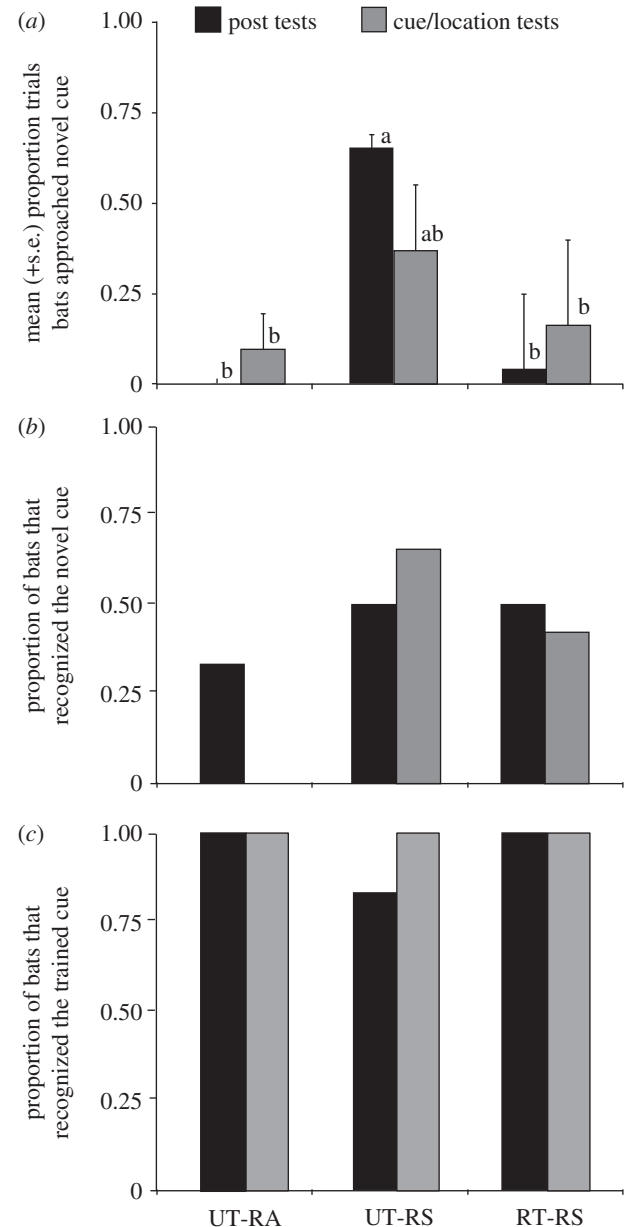 (a)
1.00
post tests
cue/location tests
mean (+s.e.) proportion trials
bats approached novel cue
0.75
0.50
0.25
0
b
b
a
ab
b
b
(b)
1.00
proportion of bats that
recognized the novel cue
0.75
0.50
0.25
0
(c)
1.00
proportion of bats that
recognized the trained cue
0.75
0.50
0.25
0
UT-RA
UT-RS
RT-RS